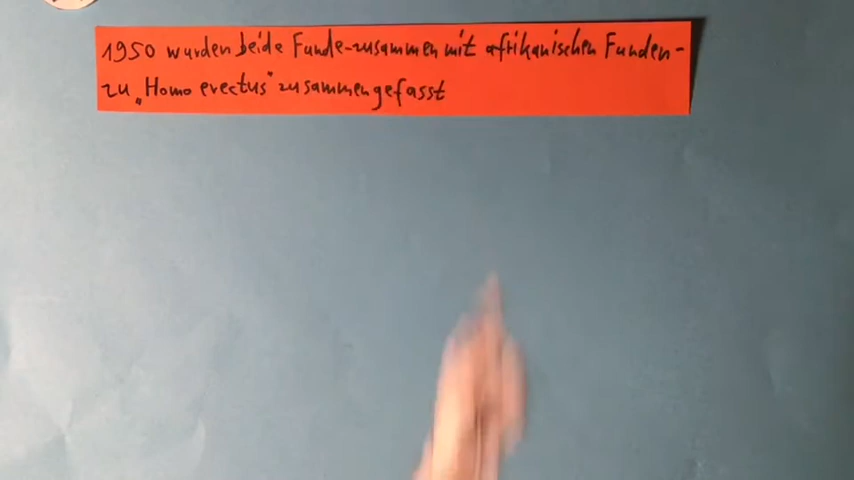 1950 wurden beide Funde-zusammen mit afrikanischen Funden-
zu „Homo erectus" zusammengefasst